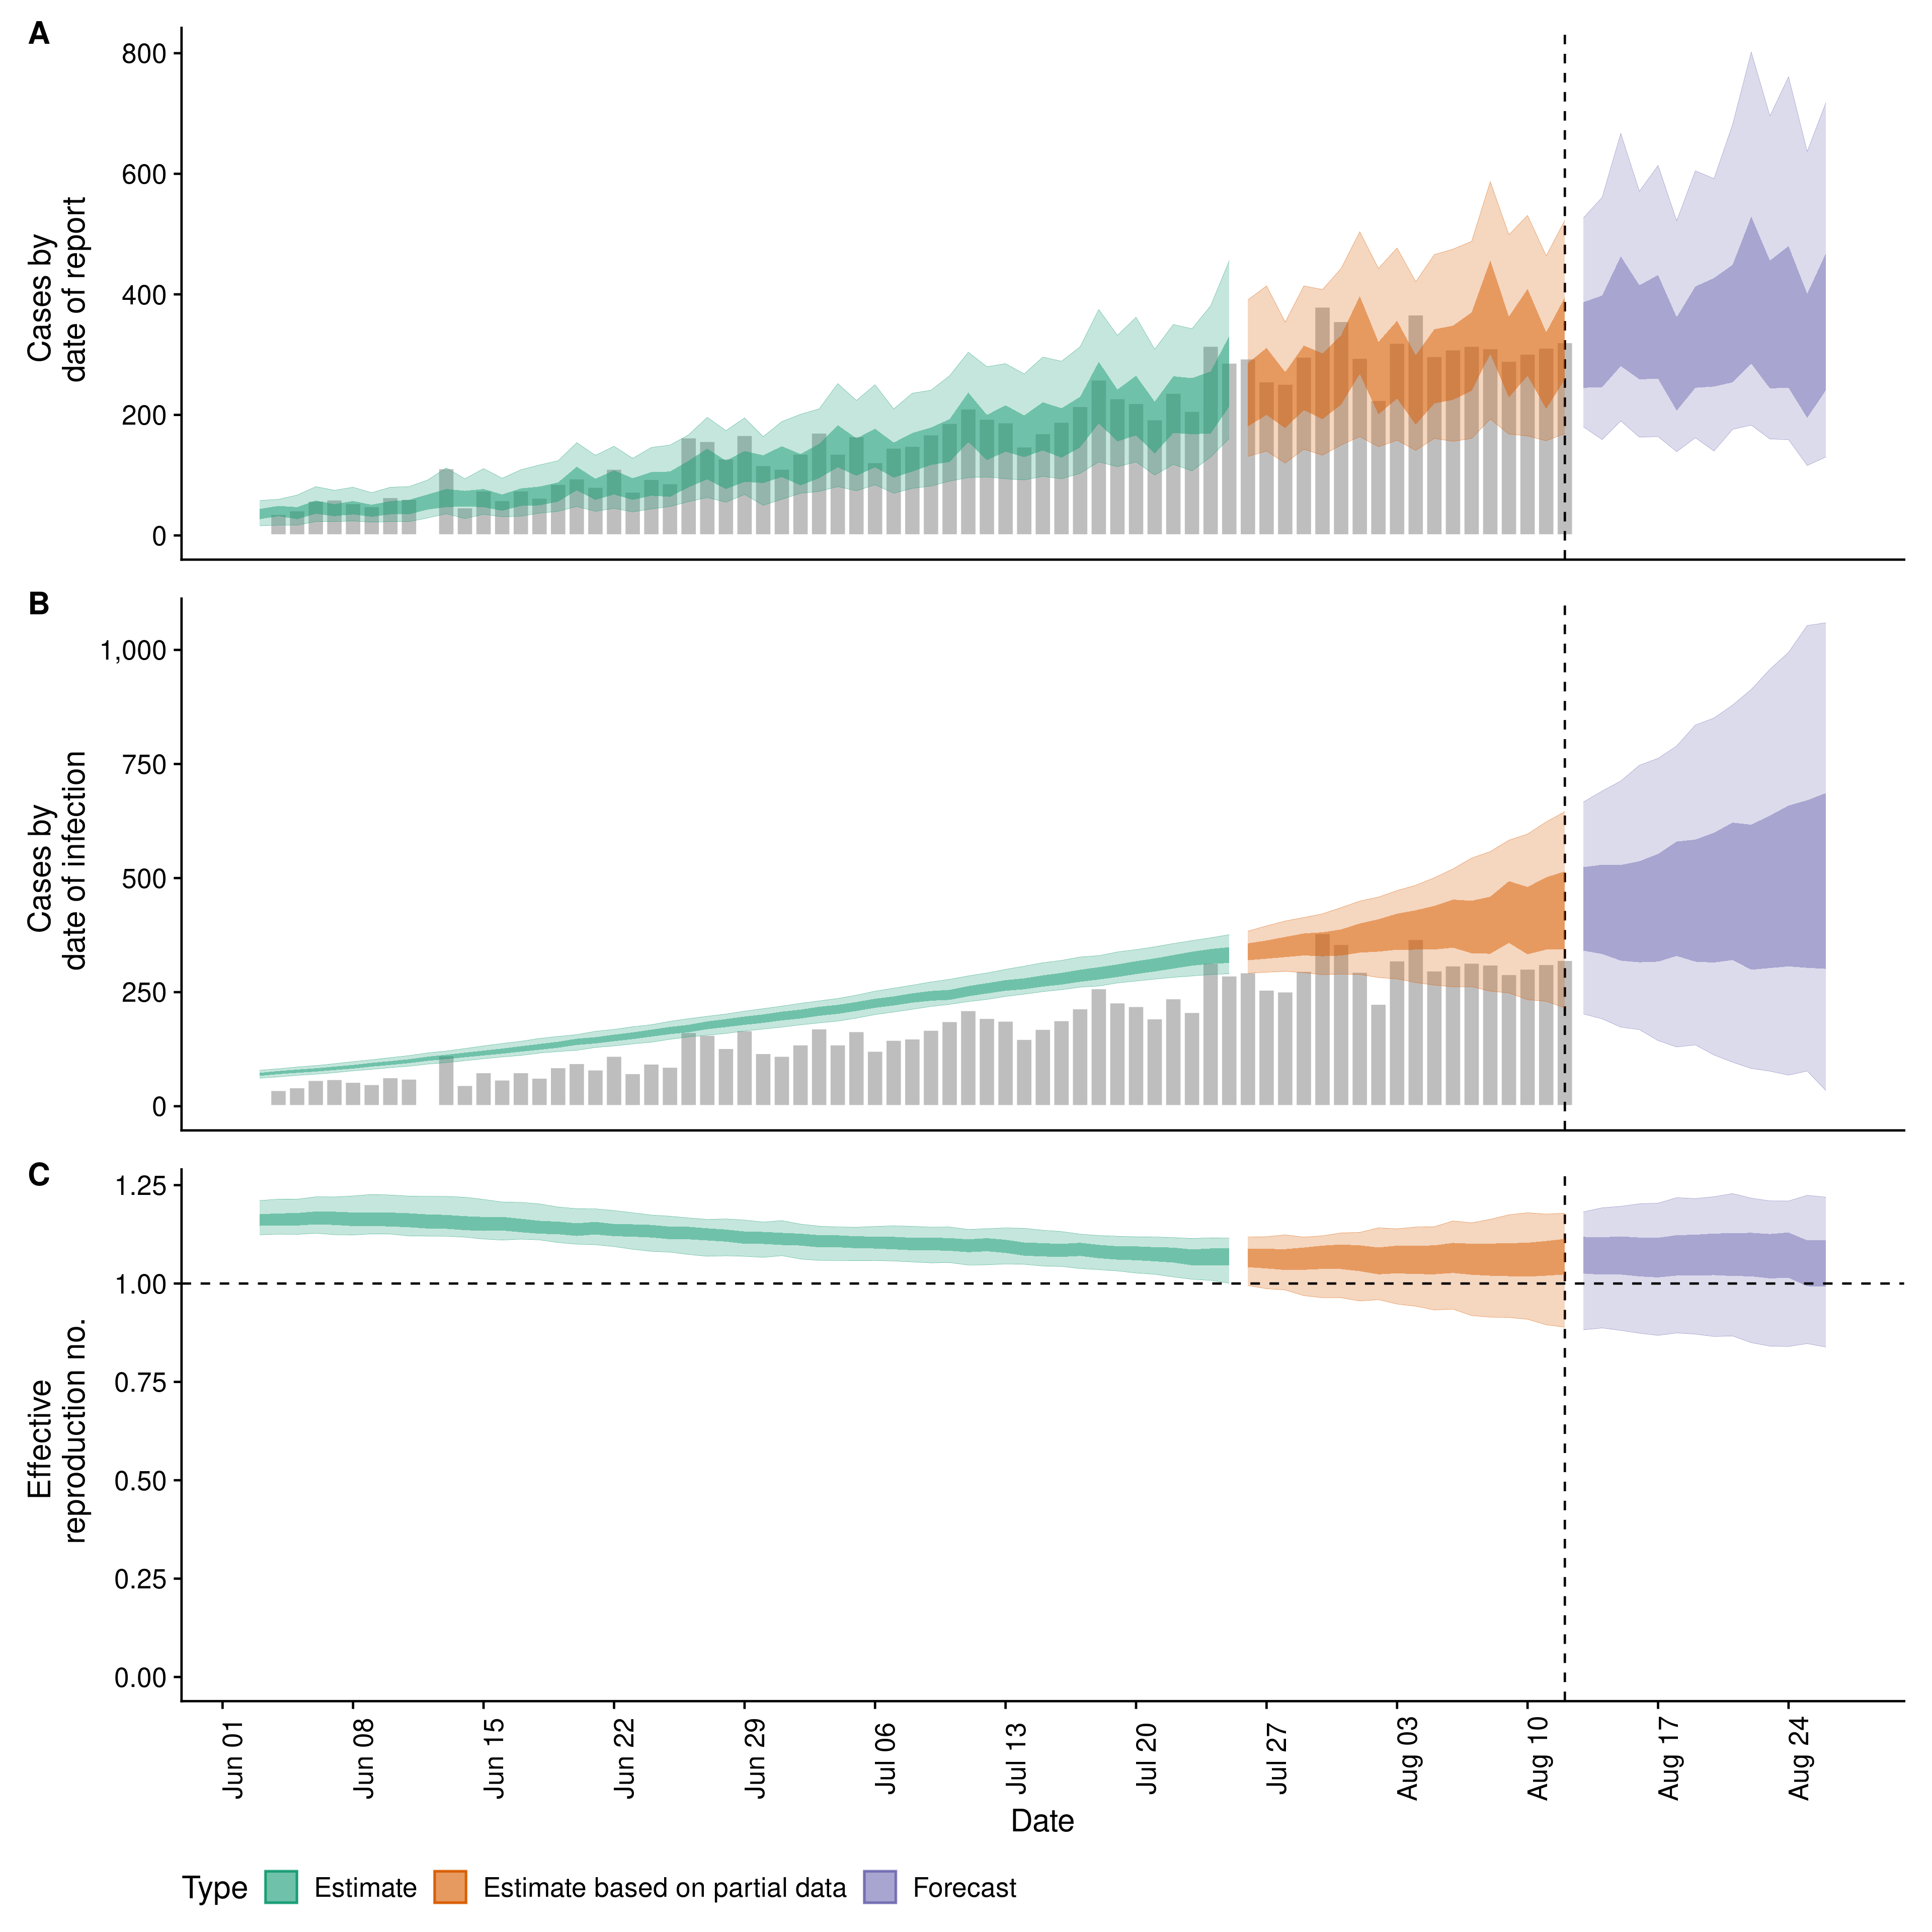 A
800
600
400
200
0
Cases by
date of report
B
1,000
750
500
250
0
Cases by
date of infection
C
1.25
1.00
0.75
0.50
0.25
0.00
Effective
reproduction no.
Jun 01
Jun 08
Jun 15
Jun 22
Jun 29
Jul 06
Jul 13
Jul 20
Jul 27
Aug 03
Aug 10
Aug 17
Aug 24
Date
Type Estimate Estimate based on partial data Forecast